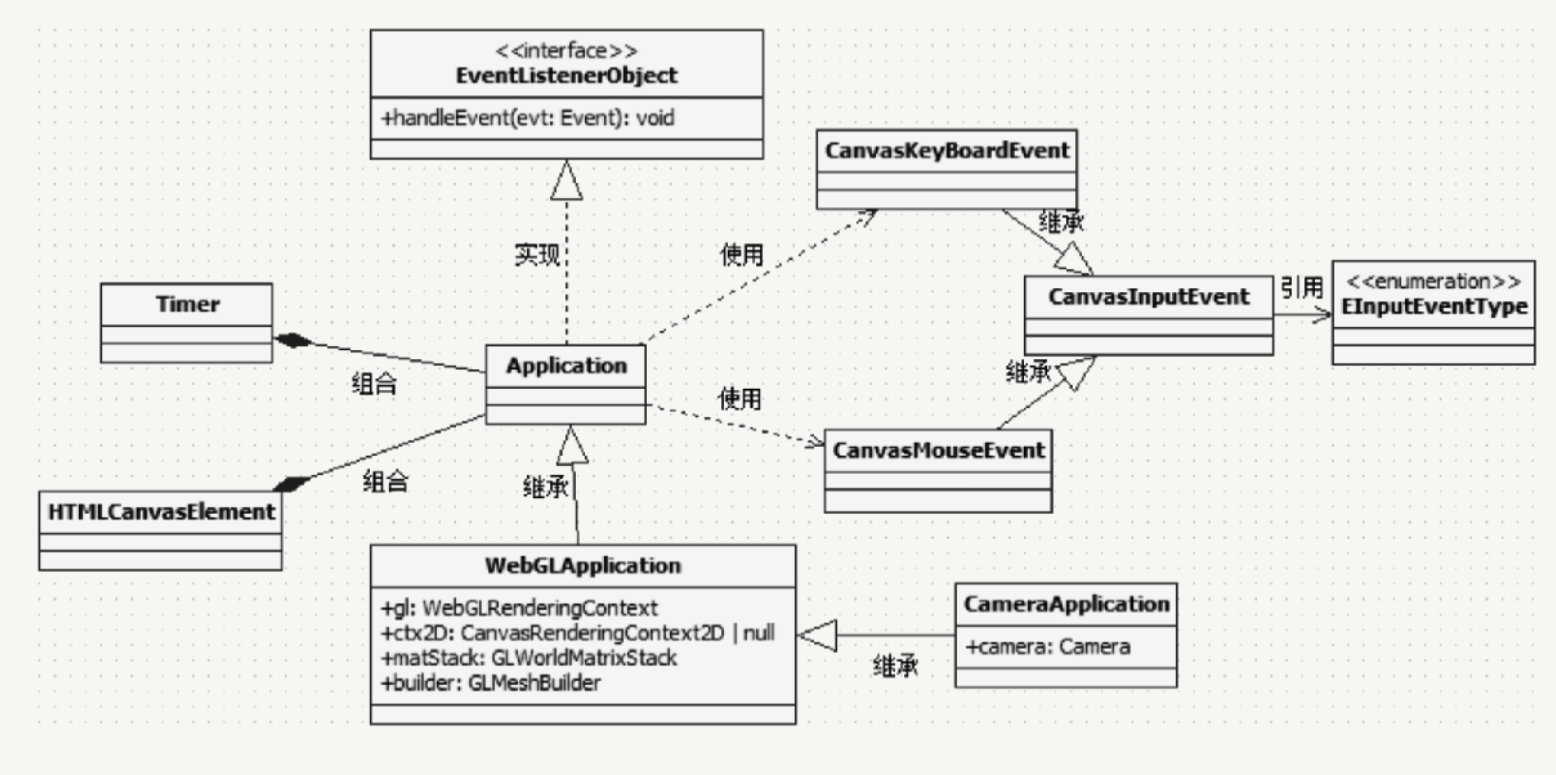 <<interface>>
EventListenerObject
+handleEvent(evt: Event): void
CanvasKeyBoardEvent
继承
实现
使用
Timer
CanvasInputEvent
引用
<<enumeration>>
EInputEventType
组合
Application
继承
使用
CanvasMouseEvent
组合
继承
HTMLCanvasElement
WebGLApplication
+gl: WebGLRenderingContext
+ctx2D: CanvasRenderingContext2D | null
+matStack: GLWorldMatrixStack
+builder: GLMeshBuilder
CameraApplication
+camera: Camera
继承